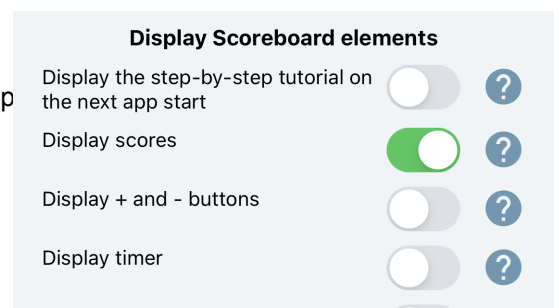 Display Scoreboard elements
Display the step-by-step tutorial on
the next app start
?
p
Display scores
?
Display + and - buttons
?
Display timer
?